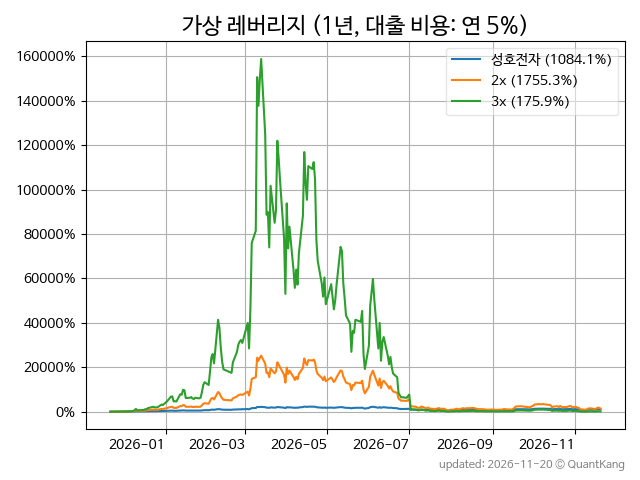 가상 레버리지 (1년, 대출 비용: 연 5%)
성호전자 (1084.1%)
2x (1755.3%)
3x (175.9%)
160000%
140000%
120000%
100000%
80000%
60000%
40000%
20000%
0%
2026-01 2026-03 2026-05 2026-07 2026-09 2026-11
updated: 2026-11-20 © QuantKang